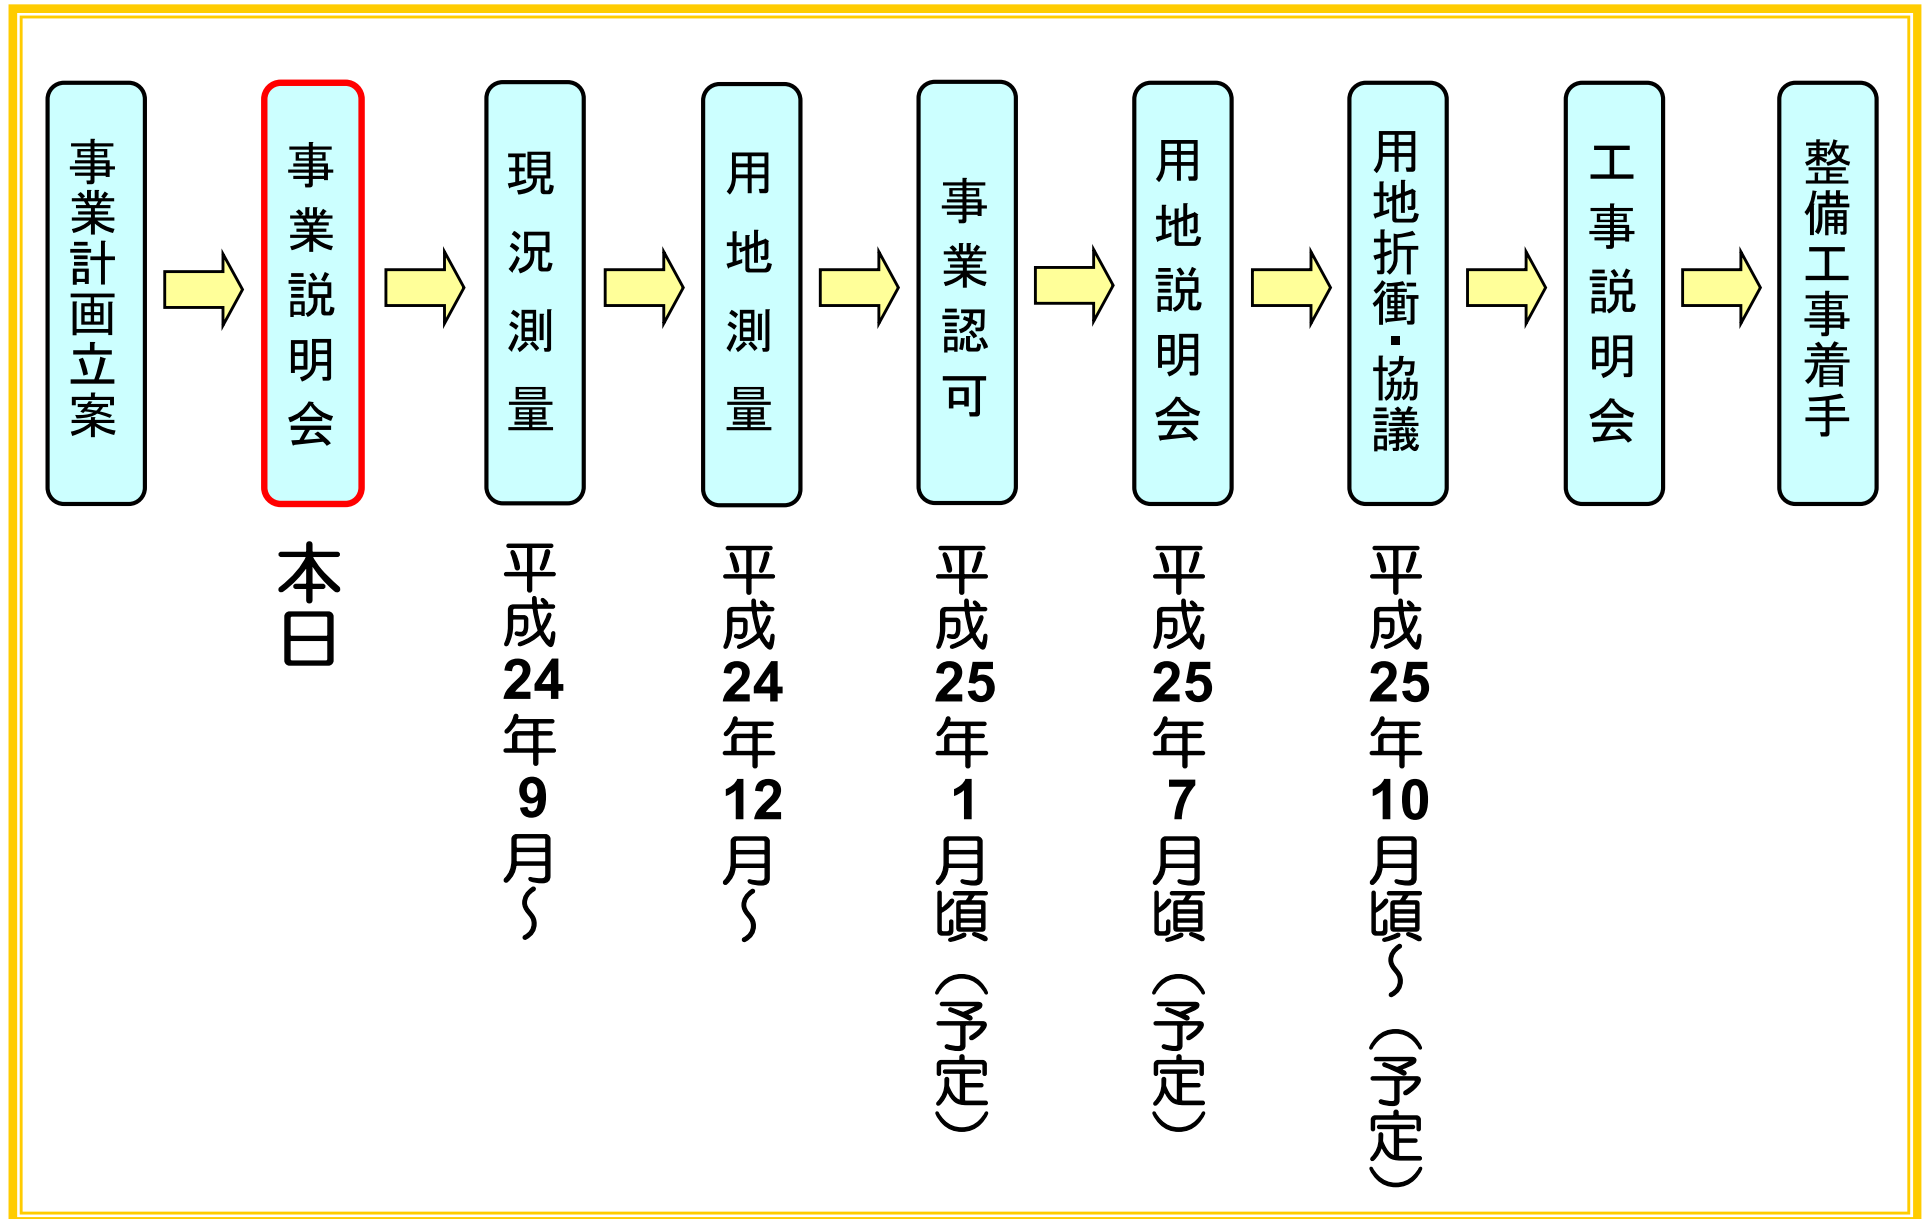 事業計画立案
事業説明会
現況測量
用地測量
事業認可
用地説明会
用地折衝・協議
工事説明会
整備工事着手
本日
平成24年9月～
平成24年12月～
平成25年1月頃（予定）
平成25年7月頃（予定）
平成25年10月頃～（予定）